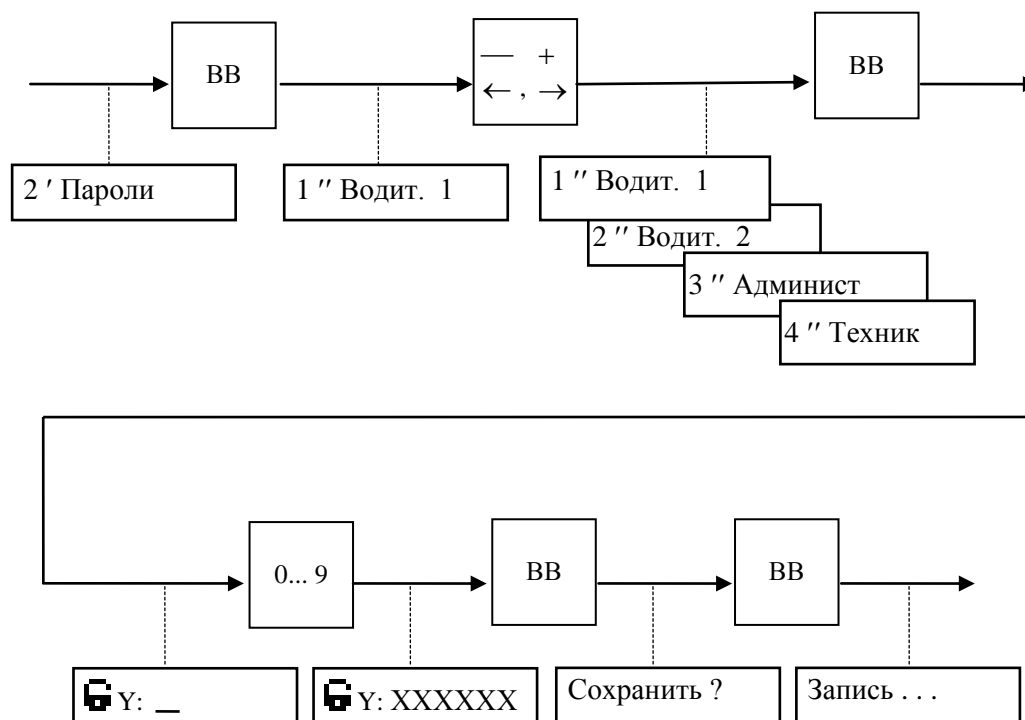 ВВ
— +
← , →
ВВ
2 ′ Пароли
1 ′′ Водит. 1
1 ′′ Водит. 1
2 ′′ Водит. 2
3 ′′ Админист
4 ′′ Техник
0... 9
ВВ
ВВ
Y: _
Y: XXXXXX
Сохранить ?
Запись . . .